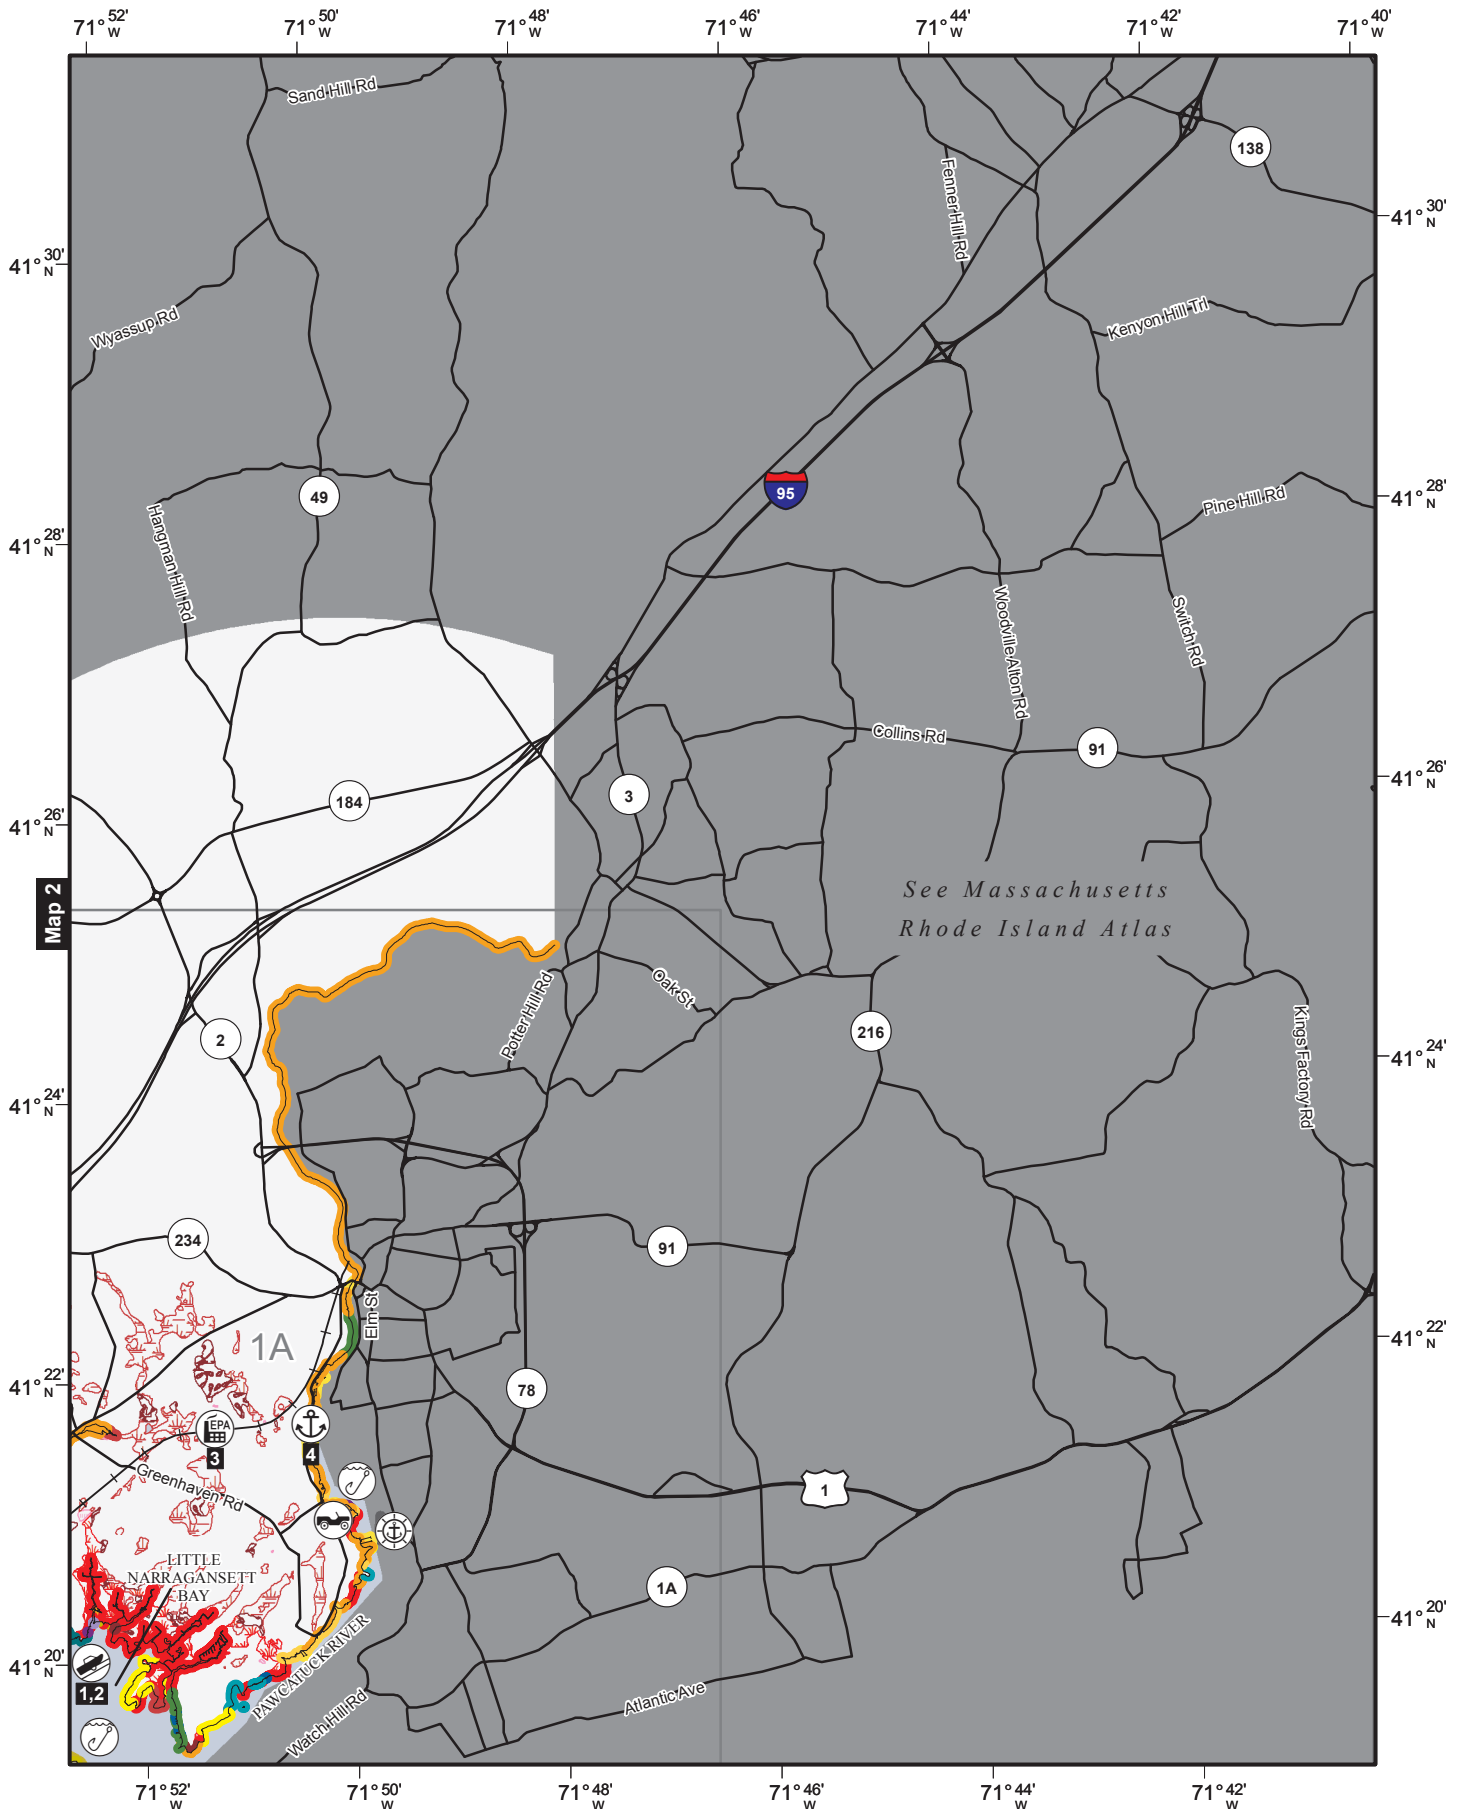 71° 52' W
71° 50' W
71° 48' W
71° 46' W
71° 44' W
71° 42' W
71° 40' W
Sand Hill Rd
138
Fenner Hill Rd
41° 30' N
41° 30' N
Wyassup Rd
Kenyon Hill Trl
49
95
41° 28' N
Pine Hill Rd
Hangman Hill Rd
41° 28' N
Woodville Alton Rd
Switch Rd
Collins Rd
91
184
3
41° 26' N
41° 26' N
Map 2
See Massachusetts
Rhode Island Atlas
Potter Hill Rd
Oak St
2
216
Kings Factory Rd
41° 24' N
41° 24' N
234
91
Elm St
1A
41° 22' N
41° 22' N
78
EPA
3
4
Greenhaven Rd
1
LITTLE
NARRAGANSETT
BAY
1A
PAWCATUCK RIVER
41° 20' N
41° 20' N
1,2
Watch Hill Rd
Atlantic Ave
71° 52' W
71° 50' W
71° 48' W
71° 46' W
71° 44' W
71° 42' W